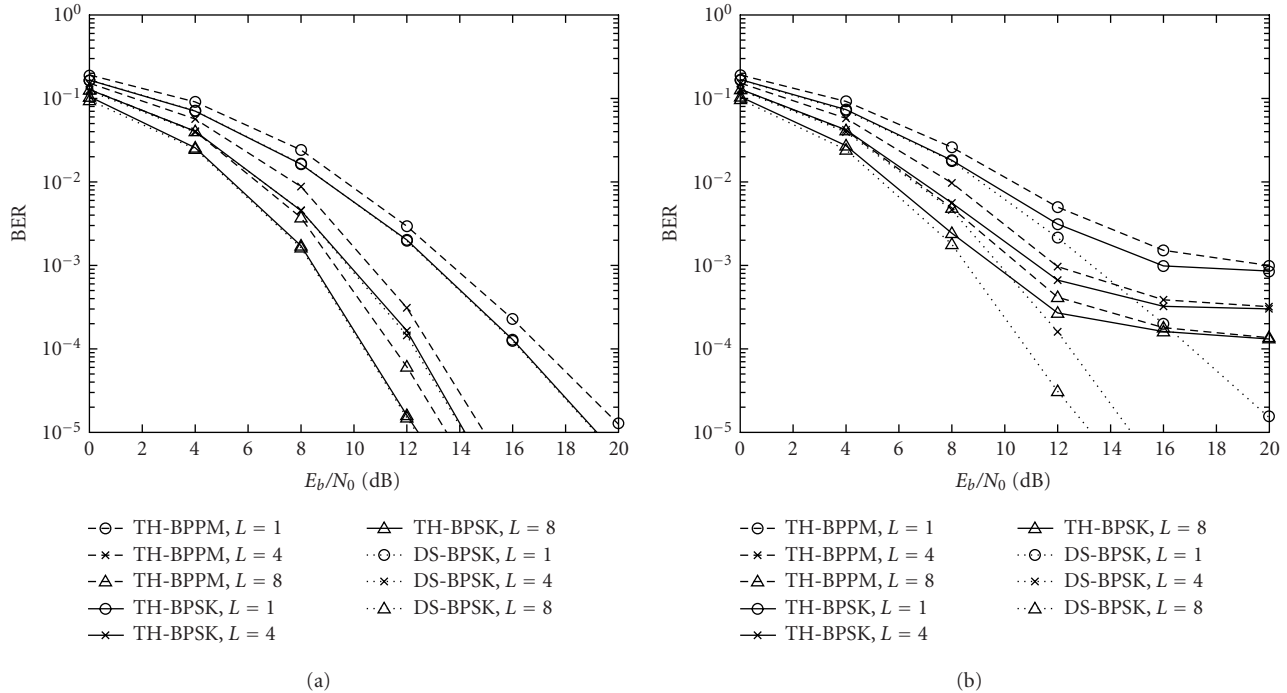 10^0
10^-1
10^-2
10^-3
10^-4
10^-5
BER
0 2 4 6 8 10 12 14 16 18 20
E_b/N_0 (dB)
TH-BPPM, L = 1
TH-BPPM, L = 4
TH-BPPM, L = 8
TH-BPSK, L = 1
TH-BPSK, L = 4
TH-BPSK, L = 8
DS-BPSK, L = 1
DS-BPSK, L = 4
DS-BPSK, L = 8
(a)
10^0
10^-1
10^-2
10^-3
10^-4
10^-5
BER
0 2 4 6 8 10 12 14 16 18 20
E_b/N_0 (dB)
TH-BPPM, L = 1
TH-BPPM, L = 4
TH-BPPM, L = 8
TH-BPSK, L = 1
TH-BPSK, L = 4
TH-BPSK, L = 8
DS-BPSK, L = 1
DS-BPSK, L = 4
DS-BPSK, L = 8
(b)